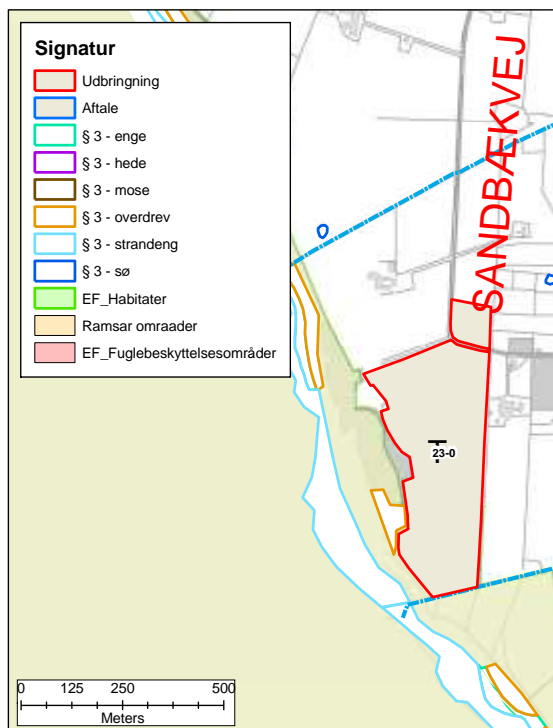 Signatur
Udbringning
Aftale
§ 3 - enge
§ 3 - hede
§ 3 - mose
§ 3 - overdrev
§ 3 - strandeng
§ 3 - sø
EF_Habitater
Ramsar omraader
EF_Fuglebeskyttelsesområder
SANDBÆKVEJ
23-0
0 125 250 500
Meters